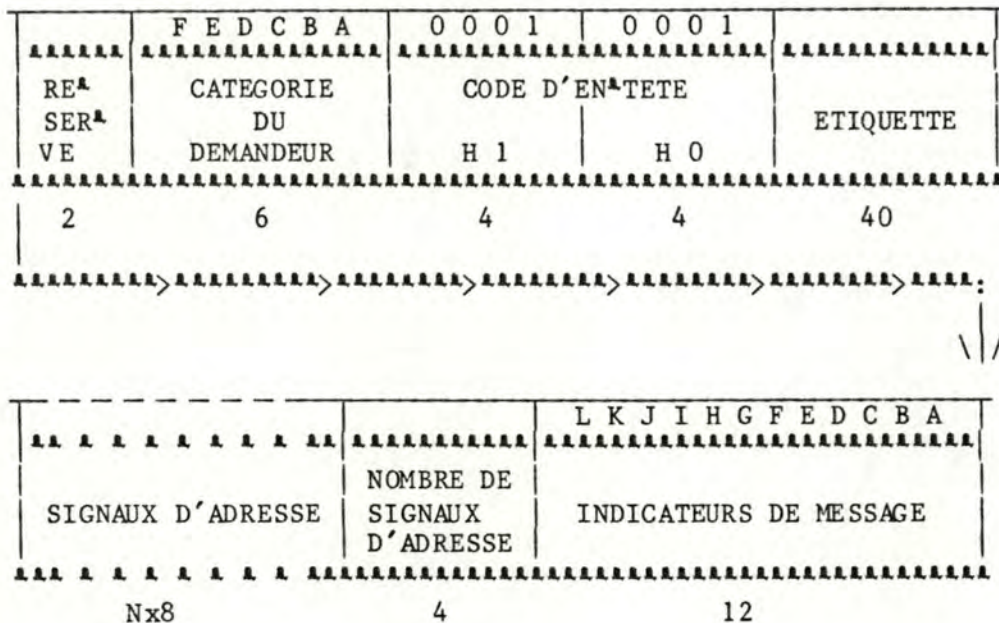 F E D C B A 0 0 0 1 0 0 0 1
RE SER VE
CATEGORIE DU DEMANDEUR
CODE D'EN TETE
H 1 H 0
ETIQUETTE
2 6 4 4 40
L K J I H G F E D C B A
SIGNAUX D'ADRESSE
NOMBRE DE SIGNAUX D'ADRESSE
INDICATEURS DE MESSAGE
Nx8 4 12